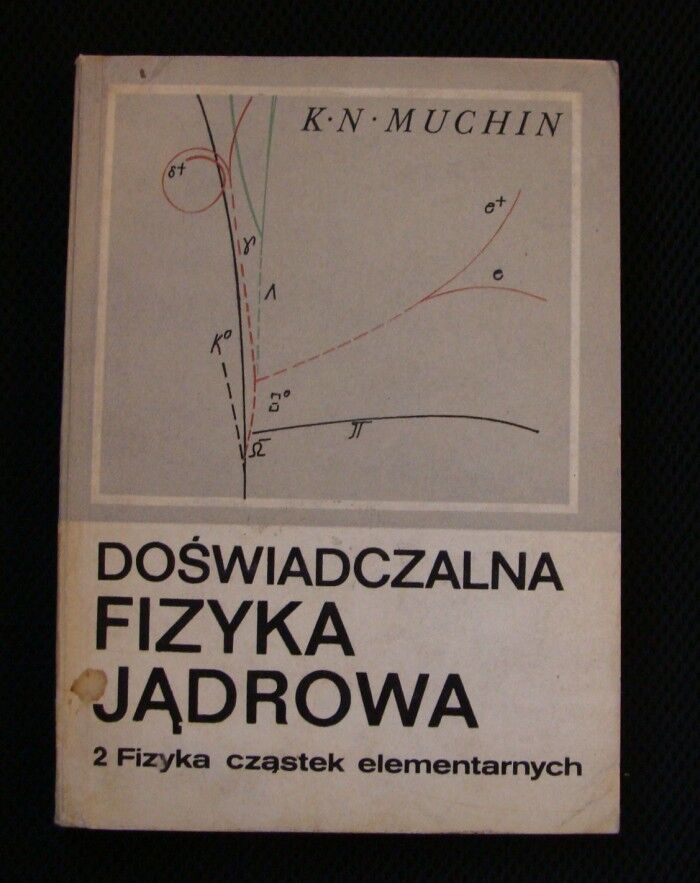 K·N·MUCHIN
δ+
e+
γ
e
Λ
K°
Ξ°
π
Ω-
DOŚWIADCZALNA
FIZYKA
JĄDROWA
2 Fizyka cząstek elementarnych